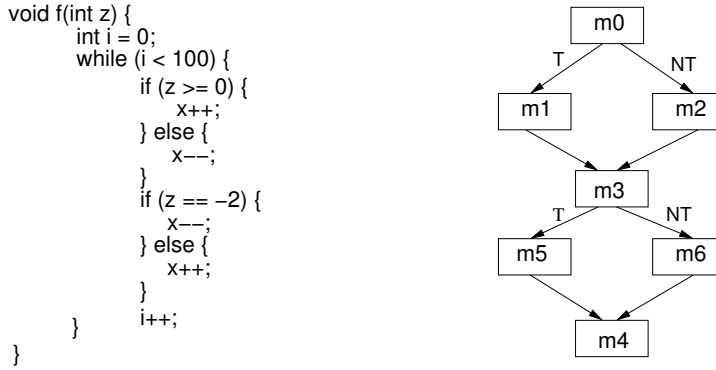 void f(int z) {
int i = 0;
while (i < 100) {
if (z >= 0) {
x++;
} else {
x−−;
}
if (z == −2) {
x−−;
} else {
x++;
}
i++;
}
}
m0
T NT
m1 m2
m3
T NT
m5 m6
m4